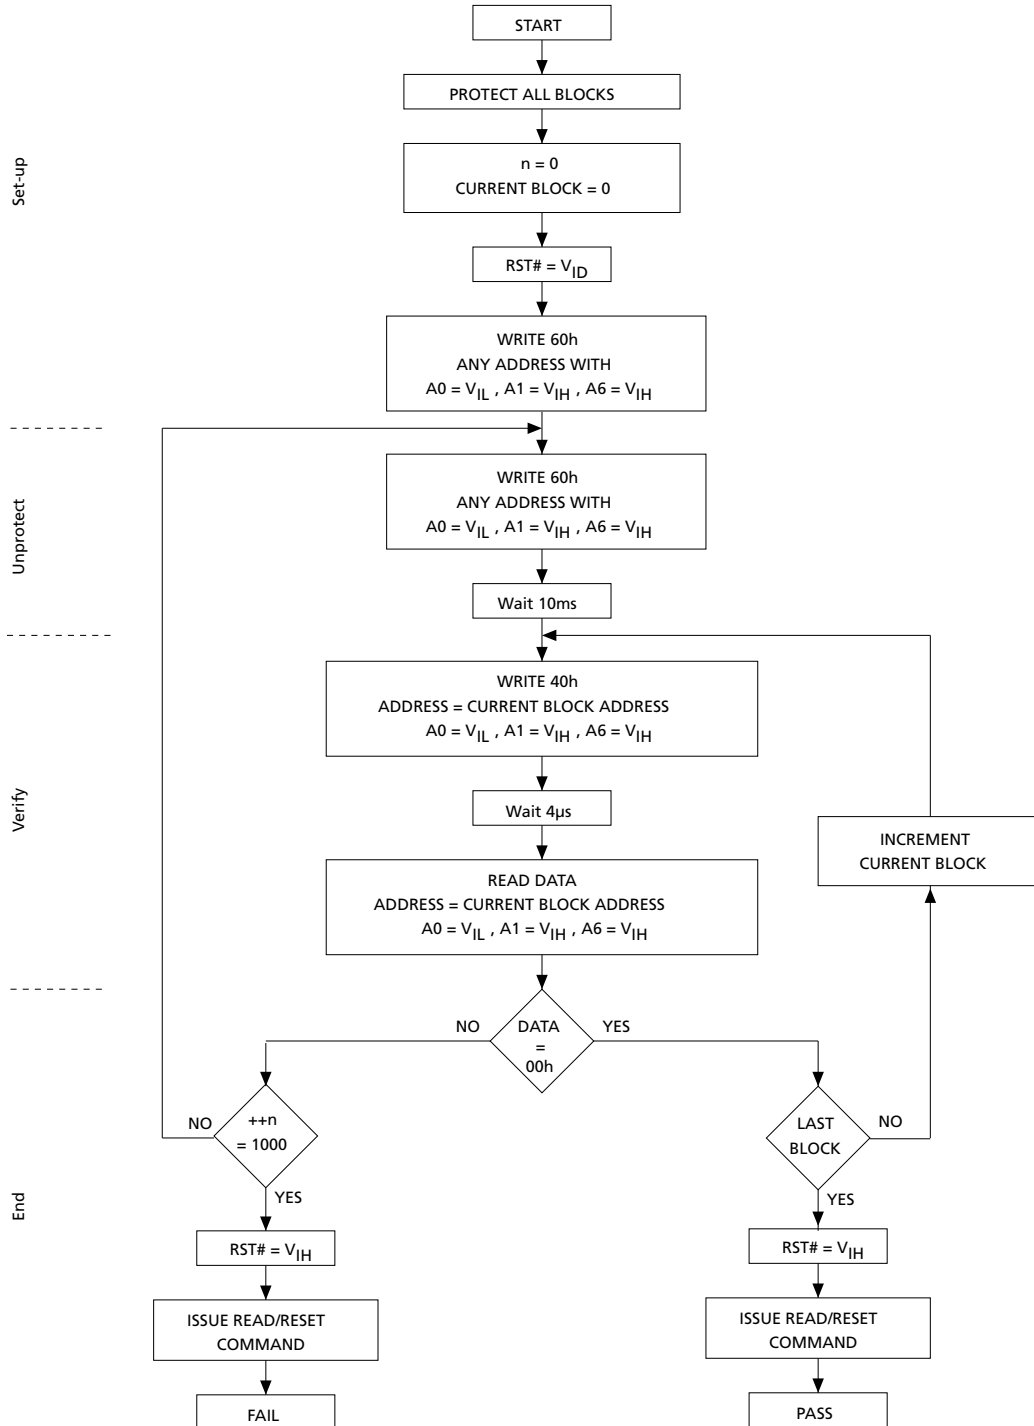 START
PROTECT ALL BLOCKS
Set-up
n = 0
CURRENT BLOCK = 0
RST# = VID
WRITE 60h
ANY ADDRESS WITH
A0 = VIL , A1 = VIH , A6 = VIH
Unprotect
WRITE 60h
ANY ADDRESS WITH
A0 = VIL , A1 = VIH , A6 = VIH
Wait 10ms
Verify
WRITE 40h
ADDRESS = CURRENT BLOCK ADDRESS
A0 = VIL , A1 = VIH , A6 = VIH
Wait 4µs
INCREMENT
CURRENT BLOCK
READ DATA
ADDRESS = CURRENT BLOCK ADDRESS
A0 = VIL , A1 = VIH , A6 = VIH
End
NO
DATA
=
00h
YES
NO
++n
= 1000
YES
LAST
BLOCK
NO
YES
RST# = VIH
RST# = VIH
ISSUE READ/RESET
COMMAND
ISSUE READ/RESET
COMMAND
FAIL
PASS